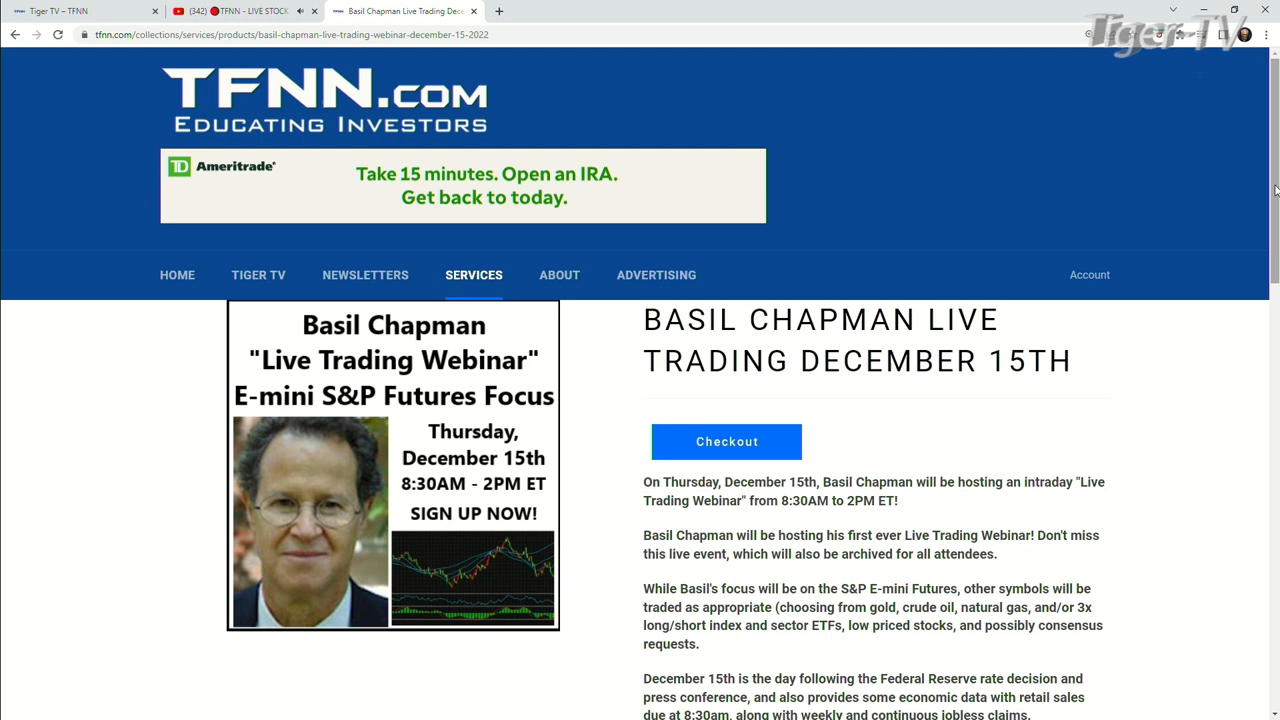 Tiger TV – TFNN
(342) 🔴TFNN - LIVE STOCK
Basil Chapman Live Trading Dec
tfnn.com/collections/services/products/basil-chapman-live-trading-webinar-december-15-2022
Tiger TV
TFNN.COM
EDUCATING INVESTORS
TD Ameritrade
Take 15 minutes. Open an IRA.
Get back to today.
HOME TIGER TV NEWSLETTERS SERVICES ABOUT ADVERTISING Account
Basil Chapman
"Live Trading Webinar"
E-mini S&P Futures Focus
Thursday,
December 15th
8:30AM - 2PM ET
SIGN UP NOW!
BASIL CHAPMAN LIVE
TRADING DECEMBER 15TH
Checkout
On Thursday, December 15th, Basil Chapman will be hosting an intraday "Live
Trading Webinar" from 8:30AM to 2PM ET!
Basil Chapman will be hosting his first ever Live Trading Webinar! Don't miss
this live event, which will also be archived for all attendees.
While Basil's focus will be on the S&P E-mini Futures, other symbols will be
traded as appropriate (choosing from gold, crude oil, natural gas, and/or 3x
long/short index and sector ETFs, low priced stocks, and possibly consensus
requests.
December 15th is the day following the Federal Reserve rate decision and
press conference, and also provides some economic data with retail sales
due at 8:30am, along with weekly and continuous jobless claims.